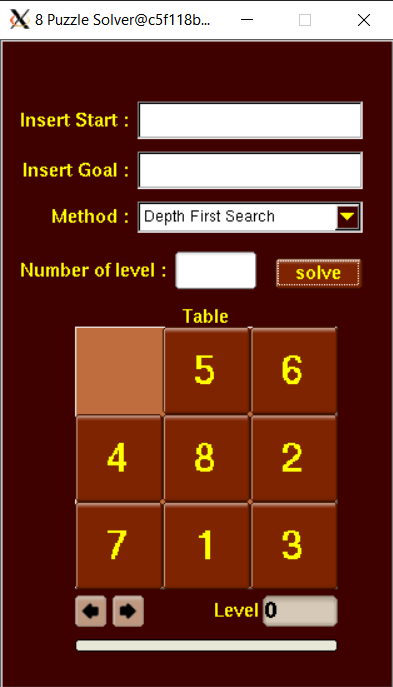 8 Puzzle Solver@c5f118b...
Insert Start :
Insert Goal :
Method : Depth First Search
Number of level : solve
Table
5 6
4 8 2
7 1 3
Level 0